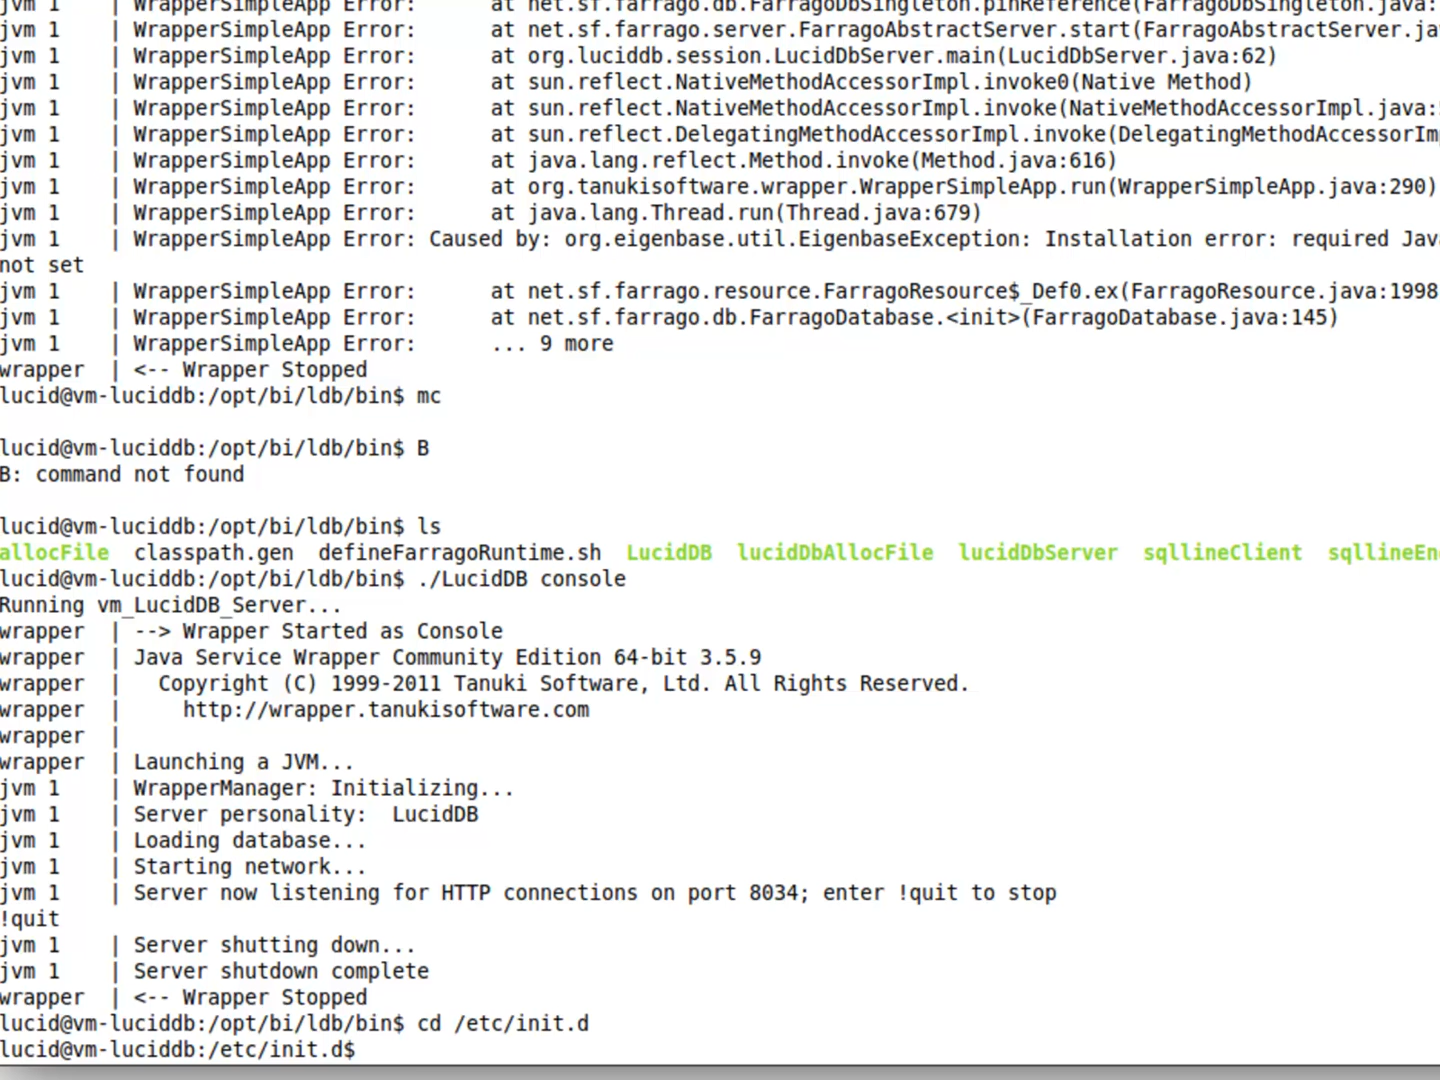 jvm 1    | WrapperSimpleApp Error:      at net.sf.farrago.db.FarragoDbSingleton.pinReference(FarragoDbSingleton.java:
jvm 1    | WrapperSimpleApp Error:      at net.sf.farrago.server.FarragoAbstractServer.start(FarragoAbstractServer.ja
jvm 1    | WrapperSimpleApp Error:      at org.luciddb.session.LucidDbServer.main(LucidDbServer.java:62)
jvm 1    | WrapperSimpleApp Error:      at sun.reflect.NativeMethodAccessorImpl.invoke0(Native Method)
jvm 1    | WrapperSimpleApp Error:      at sun.reflect.NativeMethodAccessorImpl.invoke(NativeMethodAccessorImpl.java:
jvm 1    | WrapperSimpleApp Error:      at sun.reflect.DelegatingMethodAccessorImpl.invoke(DelegatingMethodAccessorIm
jvm 1    | WrapperSimpleApp Error:      at java.lang.reflect.Method.invoke(Method.java:616)
jvm 1    | WrapperSimpleApp Error:      at org.tanukisoftware.wrapper.WrapperSimpleApp.run(WrapperSimpleApp.java:290)
jvm 1    | WrapperSimpleApp Error:      at java.lang.Thread.run(Thread.java:679)
jvm 1    | WrapperSimpleApp Error: Caused by: org.eigenbase.util.EigenbaseException: Installation error: required Jav
not set
jvm 1    | WrapperSimpleApp Error:      at net.sf.farrago.resource.FarragoResource$_Def0.ex(FarragoResource.java:1998
jvm 1    | WrapperSimpleApp Error:      at net.sf.farrago.db.FarragoDatabase.<init>(FarragoDatabase.java:145)
jvm 1    | WrapperSimpleApp Error:      ... 9 more
wrapper  | <-- Wrapper Stopped
lucid@vm-luciddb:/opt/bi/ldb/bin$ mc
lucid@vm-luciddb:/opt/bi/ldb/bin$ B
B: command not found
lucid@vm-luciddb:/opt/bi/ldb/bin$ ls
allocFile  classpath.gen  defineFarragoRuntime.sh  LucidDB  lucidDbAllocFile  lucidDbServer  sqllineClient  sqllineEn
lucid@vm-luciddb:/opt/bi/ldb/bin$ ./LucidDB console
Running vm_LucidDB_Server...
wrapper  | --> Wrapper Started as Console
wrapper  | Java Service Wrapper Community Edition 64-bit 3.5.9
wrapper  |   Copyright (C) 1999-2011 Tanuki Software, Ltd. All Rights Reserved.
wrapper  |     http://wrapper.tanukisoftware.com
wrapper  |
wrapper  | Launching a JVM...
jvm 1    | WrapperManager: Initializing...
jvm 1    | Server personality:  LucidDB
jvm 1    | Loading database...
jvm 1    | Starting network...
jvm 1    | Server now listening for HTTP connections on port 8034; enter !quit to stop
!quit
jvm 1    | Server shutting down...
jvm 1    | Server shutdown complete
wrapper  | <-- Wrapper Stopped
lucid@vm-luciddb:/opt/bi/ldb/bin$ cd /etc/init.d
lucid@vm-luciddb:/etc/init.d$